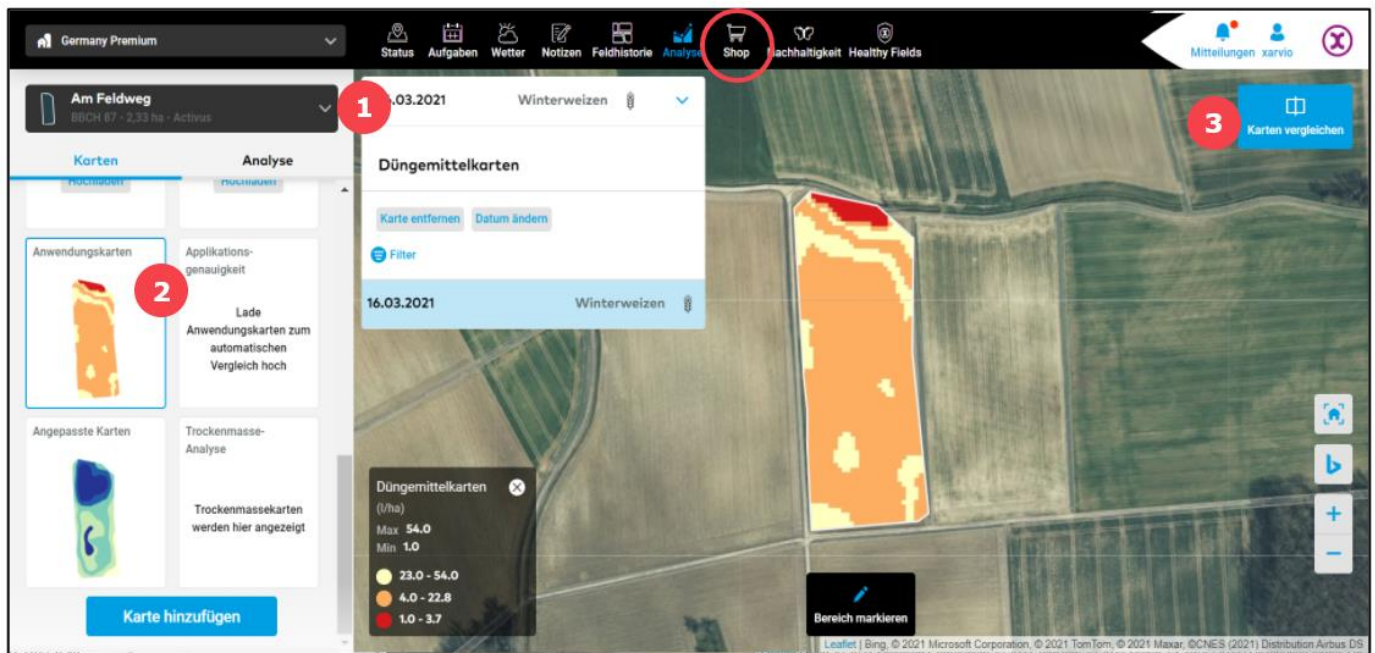 Germany Premium
Status Aufgaben Wetter Notizen Feldhistorie Analyse Shop Nachhaltigkeit Healthy Fields
Mitteilungen xarvio
Am Feldweg
BBCH 87 - 2,33 ha - Activus
1
.03.2021 Winterweizen
3
Karten vergleichen
Karten Analyse
Düngemittelkarten
Hochladen Hochladen
Karte entfernen Datum ändern
Filter
Anwendungskarten
2
Applikations-
genauigkeit
Lade
Anwendungskarten zum
automatischen
Vergleich hoch
16.03.2021 Winterweizen
Angepasste Karten
Trockenmasse-
Analyse
Trockenmassekarten
werden hier angezeigt
Karte hinzufügen
Düngemittelkarten
(l/ha)
Max 54.0
Min 1.0
23.0 - 54.0
4.0 - 22.8
1.0 - 3.7
Bereich markieren
Leaflet | Bing, © 2021 Microsoft Corporation, © 2021 TomTom, © 2021 Maxar, ©CNES (2021) Distribution Airbus DS